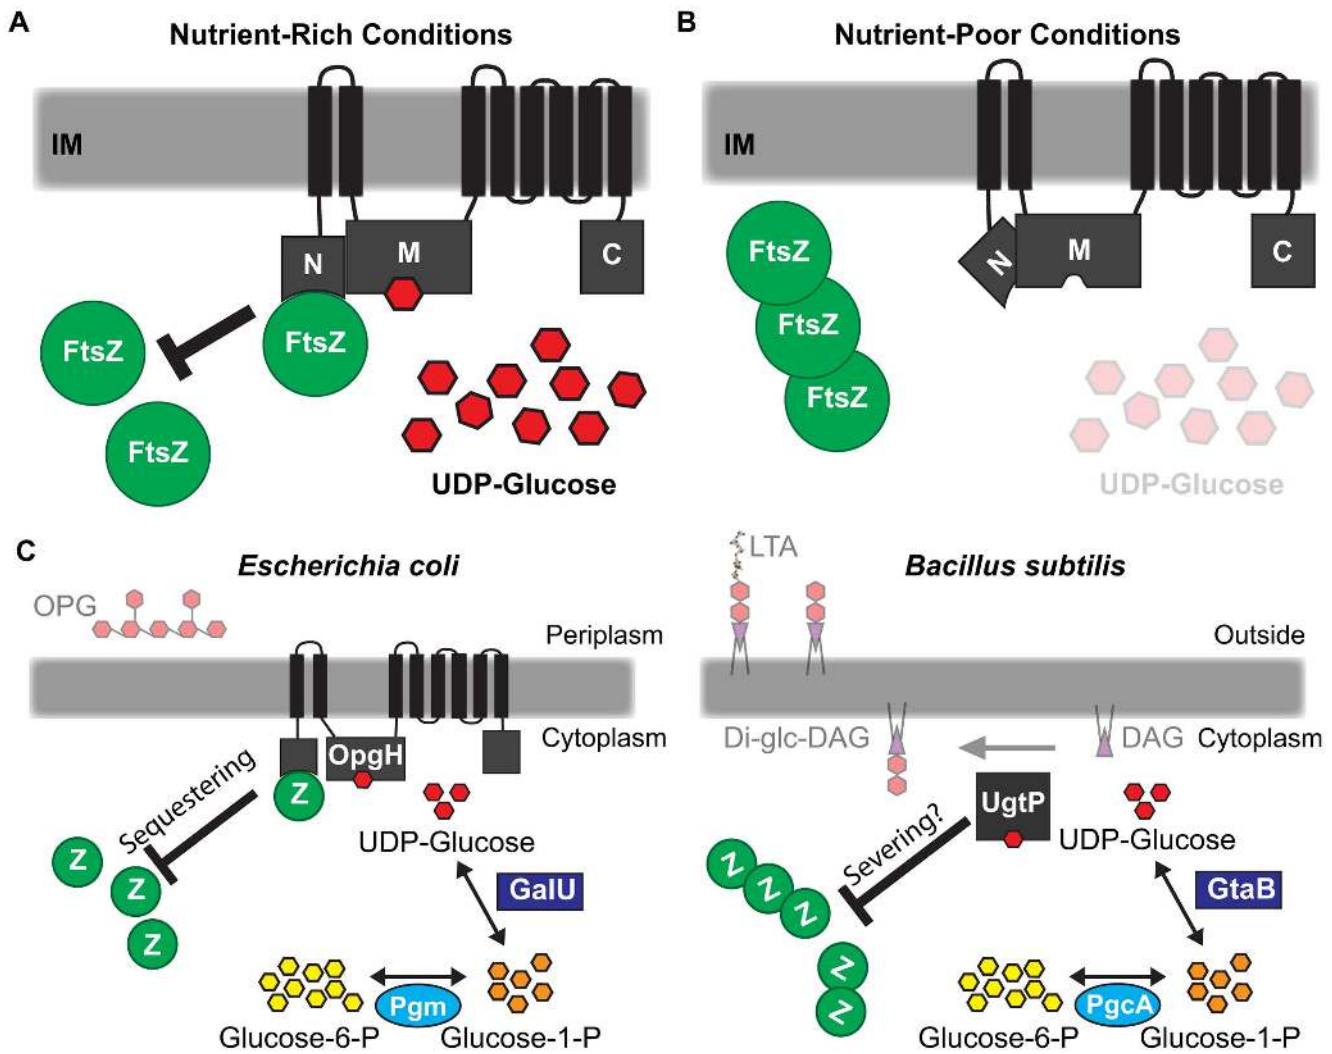 A
Nutrient-Rich Conditions
IM
N
M
C
FtsZ
FtsZ
FtsZ
UDP-Glucose
B
Nutrient-Poor Conditions
IM
N
M
C
FtsZ
FtsZ
FtsZ
UDP-Glucose
C
Escherichia coli
OPG
Periplasm
Cytoplasm
OpgH
Z
Sequestering
Z
Z
Z
UDP-Glucose
GalU
Pgm
Glucose-6-P
Glucose-1-P
Bacillus subtilis
LTA
Outside
Di-glc-DAG
DAG
Cytoplasm
UgtP
UDP-Glucose
Severing?
Z
Z
Z
Z
Z
GtaB
PgcA
Glucose-6-P
Glucose-1-P